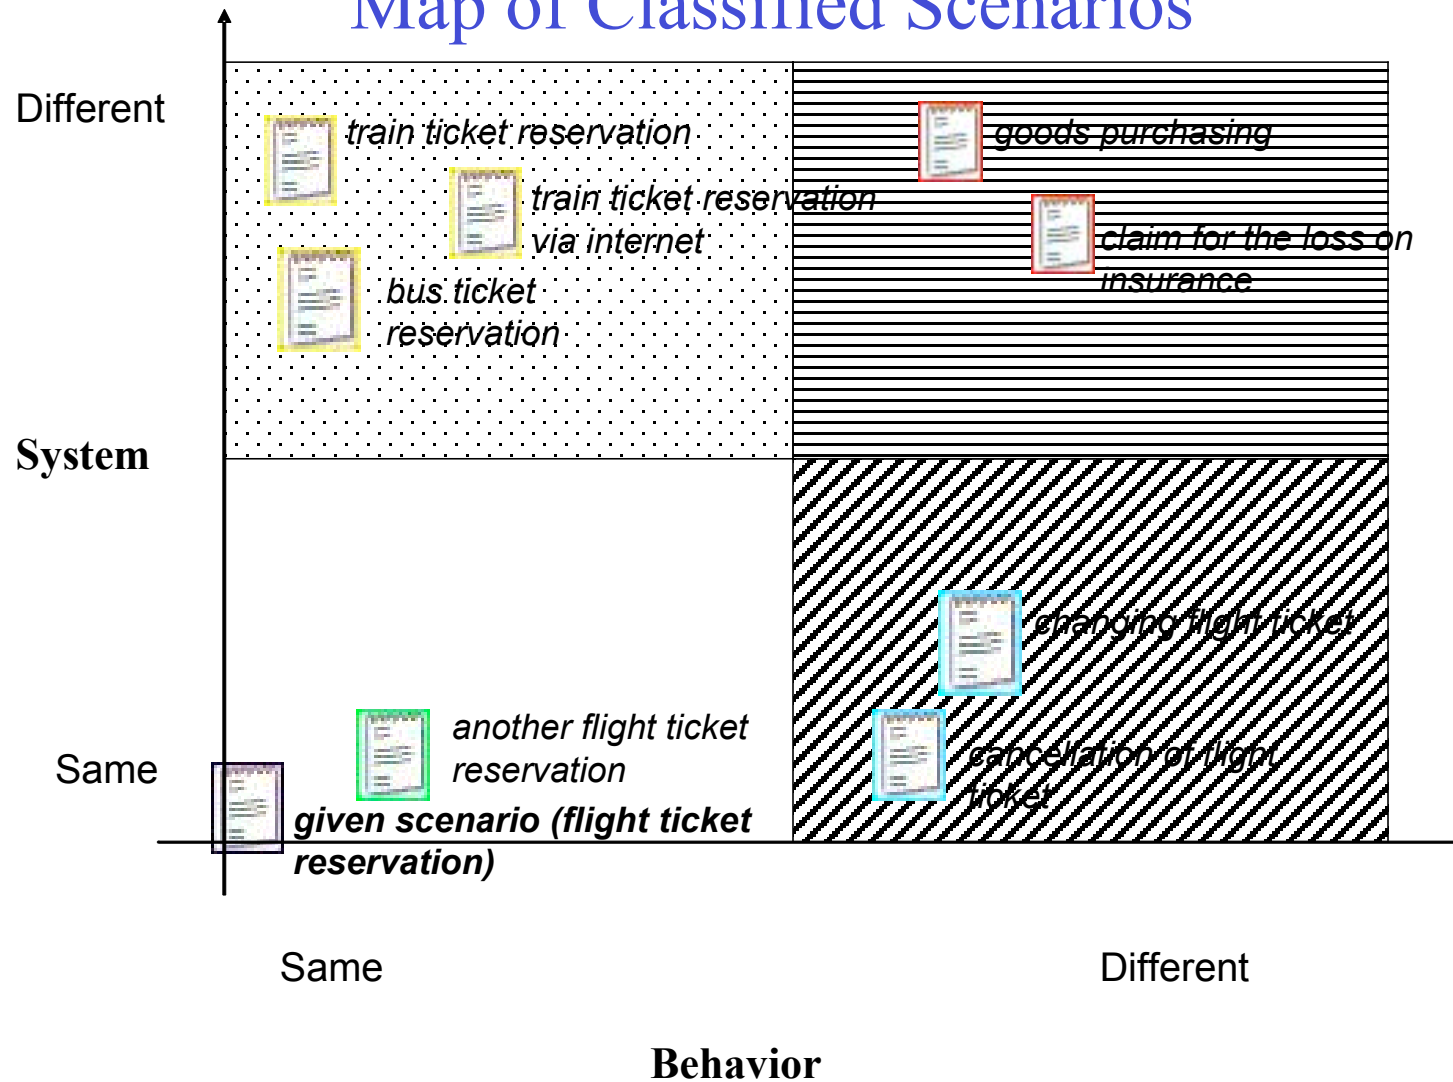 Map of Classified Scenarios
Different
train ticket reservation
goods purchasing
train ticket reservation
via internet
claim for the loss on
insurance
bus ticket
reservation
System
changing flight ticket
another flight ticket
reservation
cancellation of flight
ticket
Same
given scenario (flight ticket
reservation)
Same
Different
Behavior